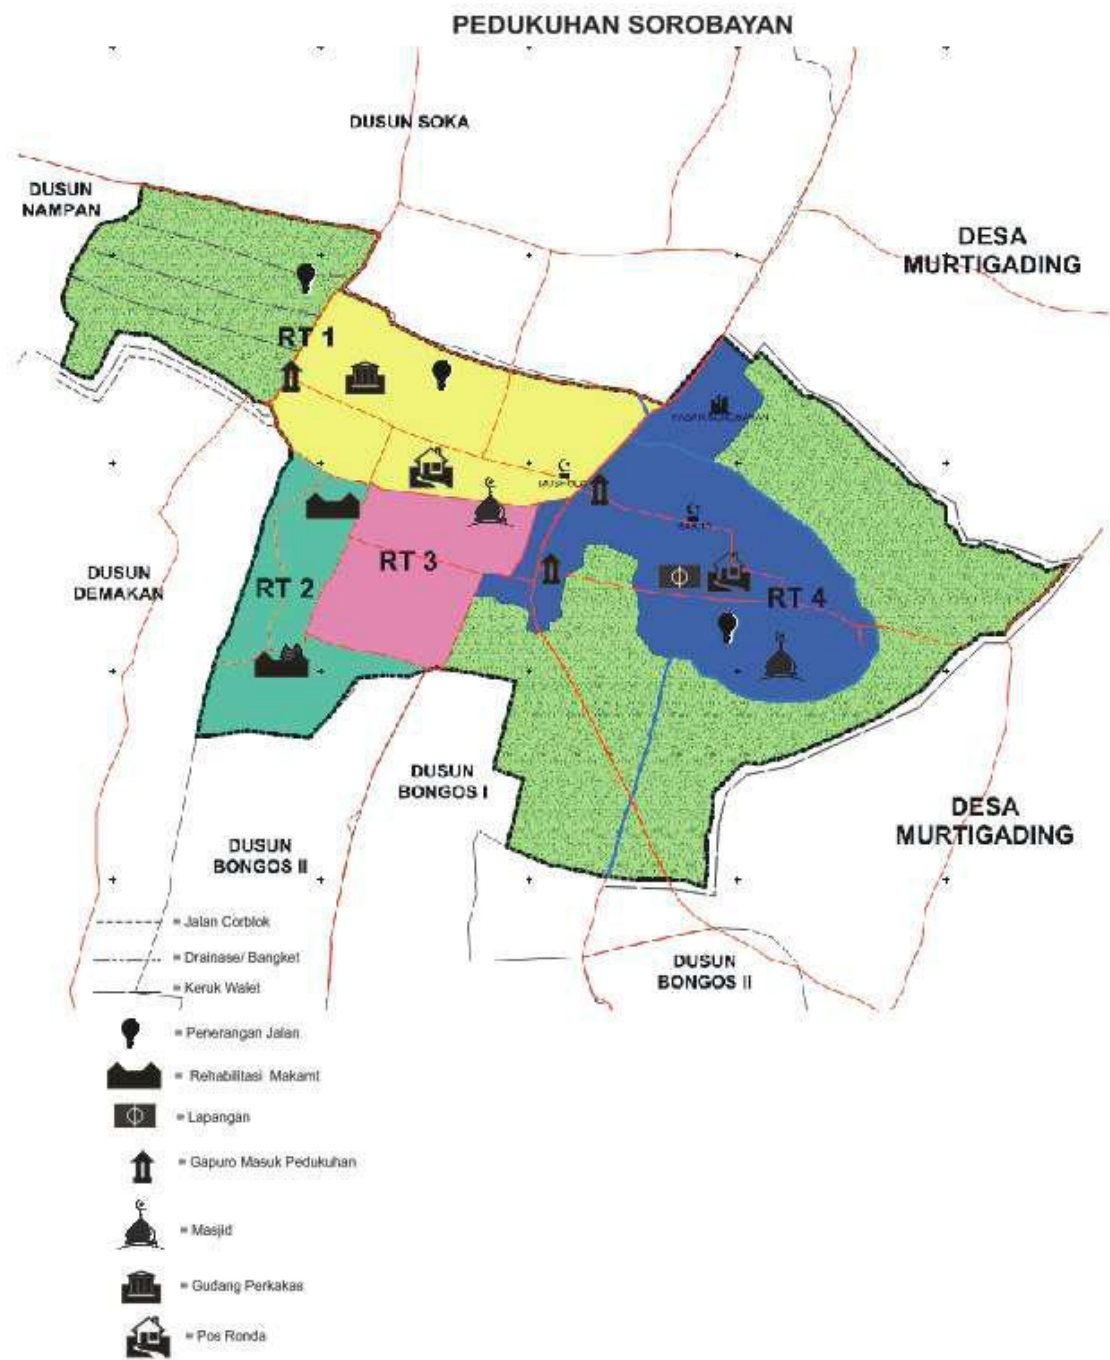 PEDUKUHAN SOROBAYAN
DUSUN SOKA
DUSUN
NAMPAN
DESA
MURTIGADING
RT 1
RT 3
DUSUN
DEMAKAN
RT 2
RT 4
DUSUN
BONGOS I
DESA
MURTIGADING
DUSUN
BONGOS II
DUSUN
BONGOS II
= Jalan Corblok
= Drainase/ Bangket
= Keruk Walet
= Penerangan Jalan
= Rehabilitasi Makamt
= Lapangan
= Gapuro Masuk Pedukuhan
= Masjid
= Gudang Perkakas
= Pos Ronda